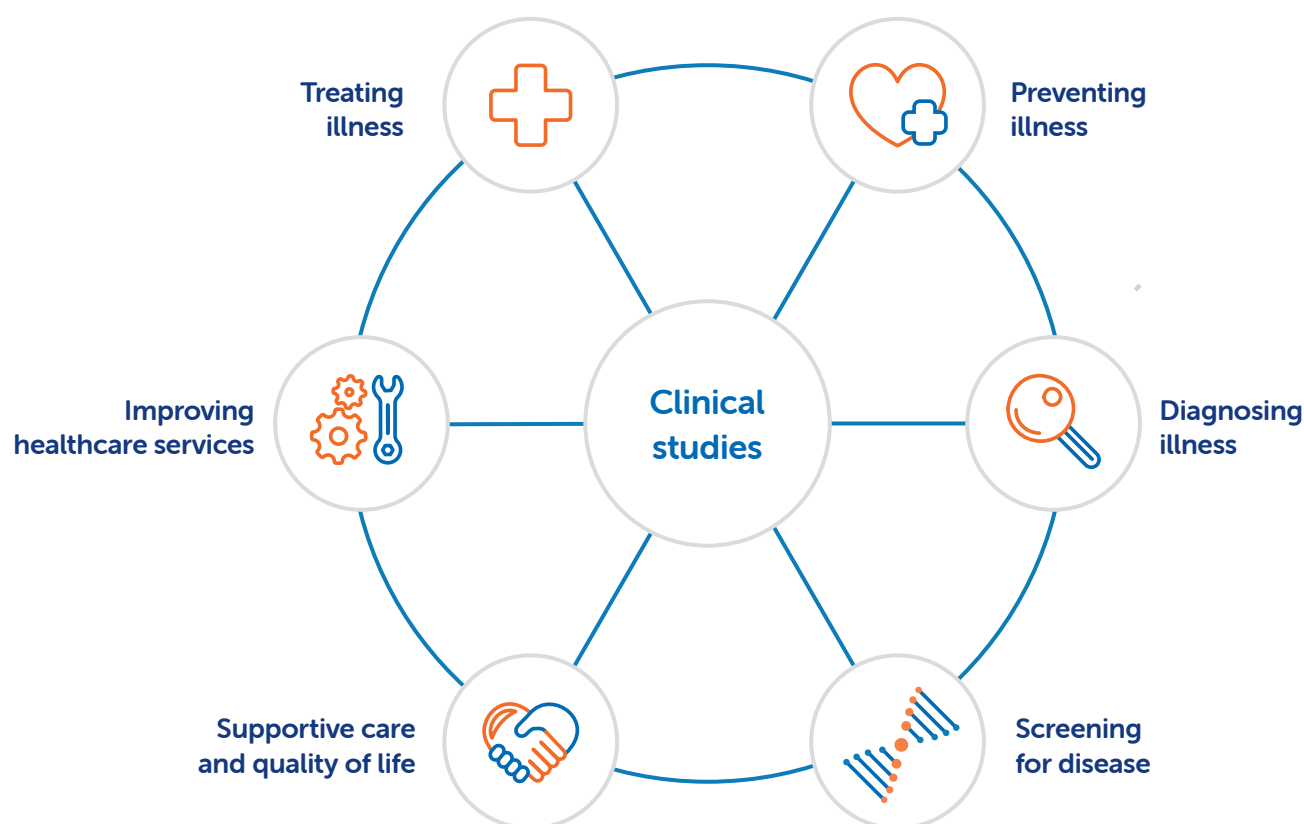 Treating
illness
Preventing
illness
Improving
healthcare services
Clinical
studies
Diagnosing
illness
Supportive care
and quality of life
Screening
for disease